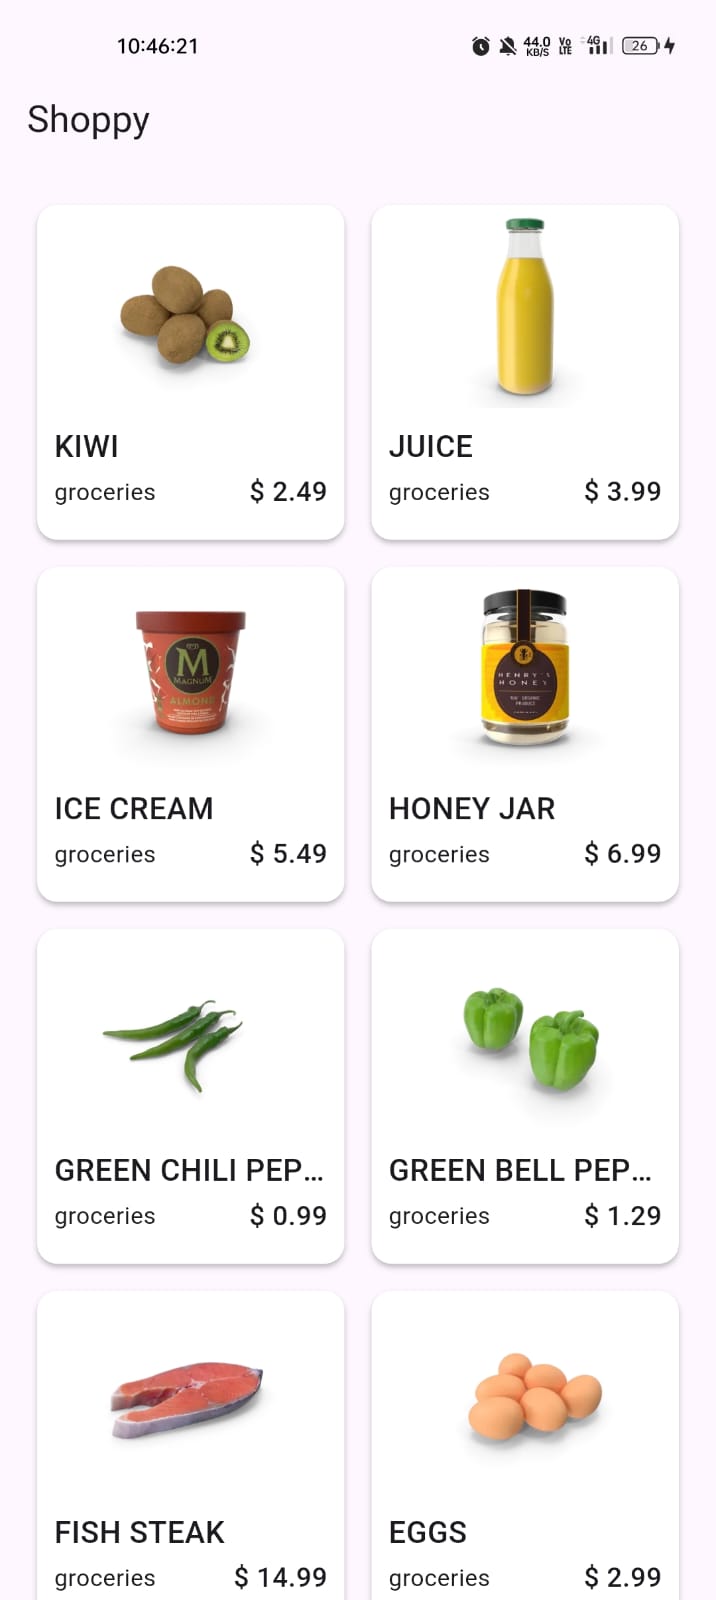 10:46:21
44.0 KB/S
Vo LTE
4G
26
Shoppy
KIWI
groceries $ 2.49
JUICE
groceries $ 3.99
M
MAGNUM
ALMOND
HENRY'S
HONEY
ICE CREAM
groceries $ 5.49
HONEY JAR
groceries $ 6.99
GREEN CHILI PEP...
groceries $ 0.99
GREEN BELL PEP...
groceries $ 1.29
FISH STEAK
groceries $ 14.99
EGGS
groceries $ 2.99